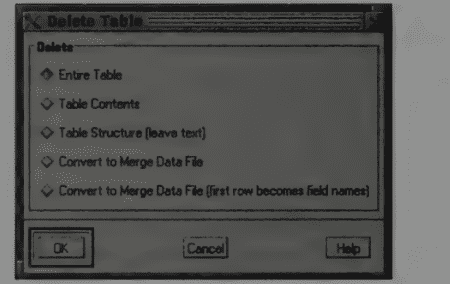 Delete Table
Delete
Entire Table
Table Contents
Table Structure (leave text)
Convert to Merge Data File
Convert to Merge Data File (first row becomes field names)
OK
Cancel
Help